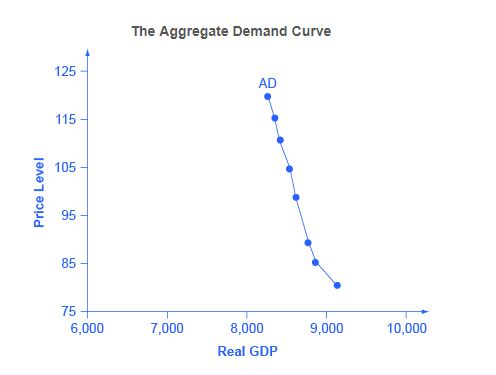 The Aggregate Demand Curve
AD
125
115
105
95
85
75
Price Level
6,000
7,000
8,000
9,000
10,000
Real GDP